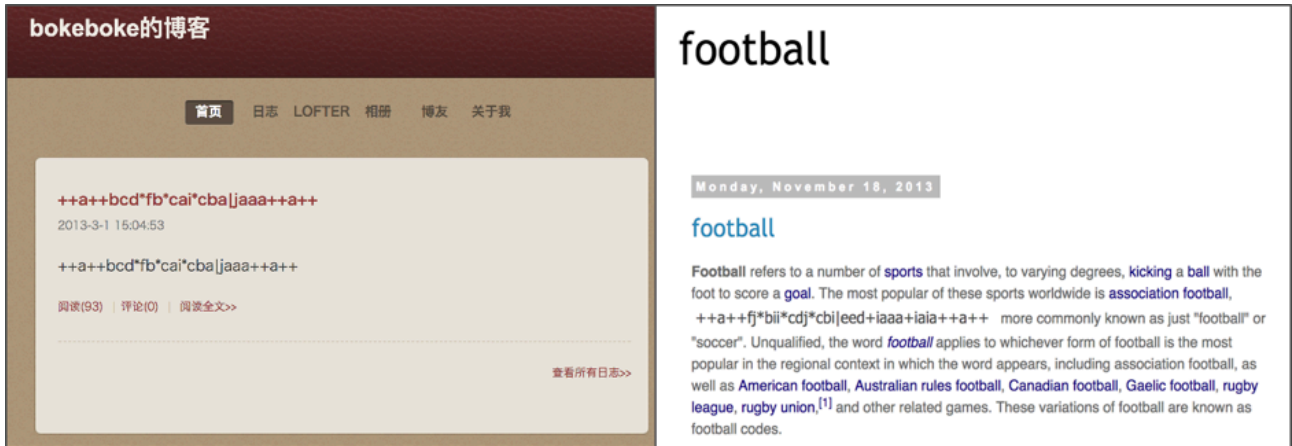 bokeboke的博客
首页 日志 LOFTER 相册 博友 关于我
++a++bcd*fb*cai*cba|jaaa++a++
2013-3-1 15:04:53
++a++bcd*fb*cai*cba|jaaa++a++
阅读(93) | 评论(0) | 阅读全文>>
查看所有日志>>
football
Monday, November 18, 2013
football
Football refers to a number of sports that involve, to varying degrees, kicking a ball with the
foot to score a goal. The most popular of these sports worldwide is association football,
++a++fj*bii*cdj*cbi|eed+iaaa+iaia++a++ more commonly known as just "football" or
"soccer". Unqualified, the word football applies to whichever form of football is the most
popular in the regional context in which the word appears, including association football, as
well as American football, Australian rules football, Canadian football, Gaelic football, rugby
league, rugby union,[1] and other related games. These variations of football are known as
football codes.